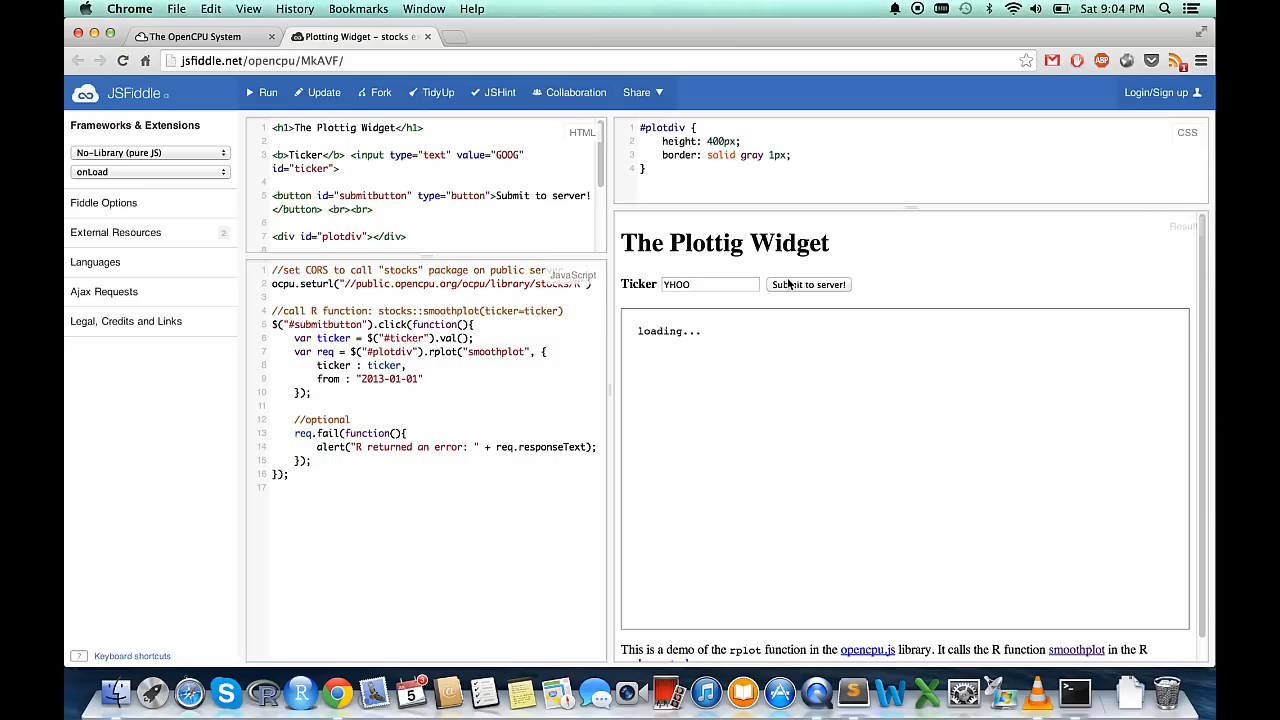 Chrome File Edit View History Bookmarks Window Help Sat 9:04 PM
The OpenCPU System × Plotting Widget – stocks e ×
jsfiddle.net/opencpu/MkAVF/
JSFiddle α Run Update Fork TidyUp JSHint Collaboration Share Login/Sign up
Frameworks & Extensions
No-Library (pure JS)
onLoad
Fiddle Options
External Resources 2
Languages
Ajax Requests
Legal, Credits and Links
? Keyboard shortcuts
HTML
1 <h1>The Plottig Widget</h1>
2
3 <b>Ticker</b> <input type="text" value="GOOG"
id="ticker">
4
5 <button id="submitbutton" type="button">Submit to server!
</button> <br><br>
6
7 <div id="plotdiv"></div>
8
CSS
1 #plotdiv {
2 height: 400px;
3 border: solid gray 1px;
4 }
JavaScript
1 //set CORS to call "stocks" package on public
2 ocpu.seturl("//public.opencpu.org/ocpu/library/stocks/R")
3
4 //call R function: stocks::smoothplot(ticker=ticker)
5 $("#submitbutton").click(function(){
6 var ticker = $("#ticker").val();
7 var req = $("#plotdiv").rplot("smoothplot", {
8 ticker : ticker,
9 from : "2013-01-01"
10 });
11
12 //optional
13 req.fail(function(){
14 alert("R returned an error: " + req.responseText);
15 });
16 });
17
Result
The Plottig Widget
Ticker YHOO Submit to server!
loading...
This is a demo of the rplot function in the opencpu.js library. It calls the R function smoothplot in the R